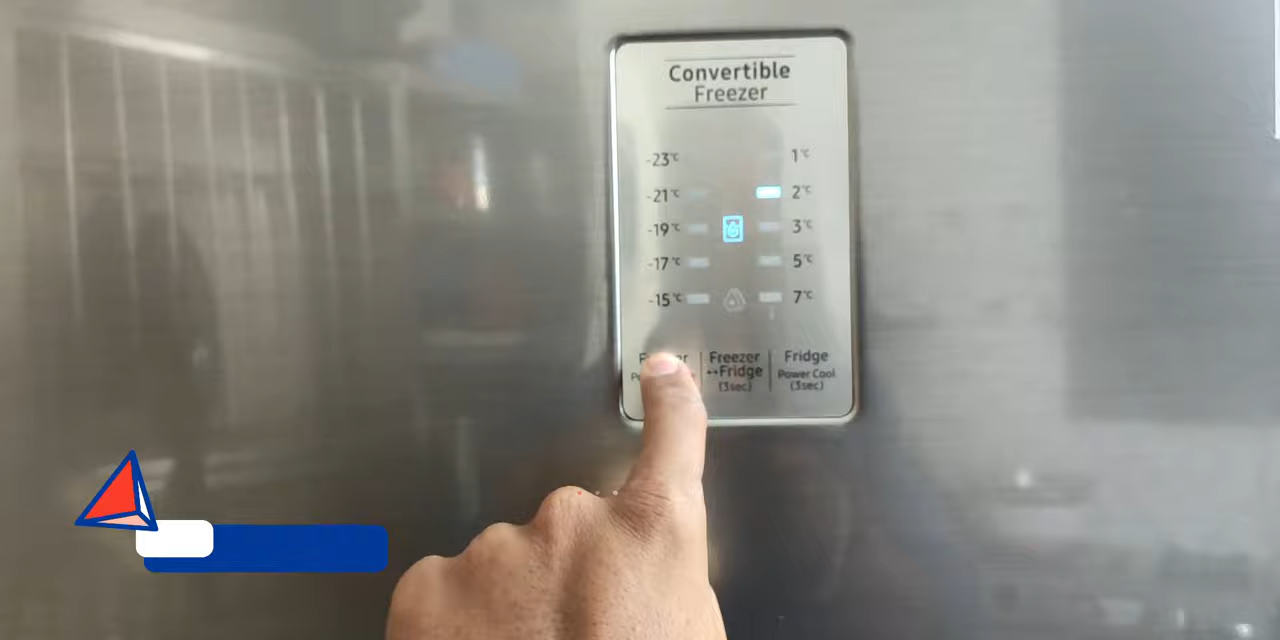 Convertible
Freezer
-23°C
1°C
-21°C
2°C
-19°C
3°C
-17°C
5°C
-15°C
7°C
Freezer
↔Fridge
(3sec)
Fridge
Power Cool
(3sec)